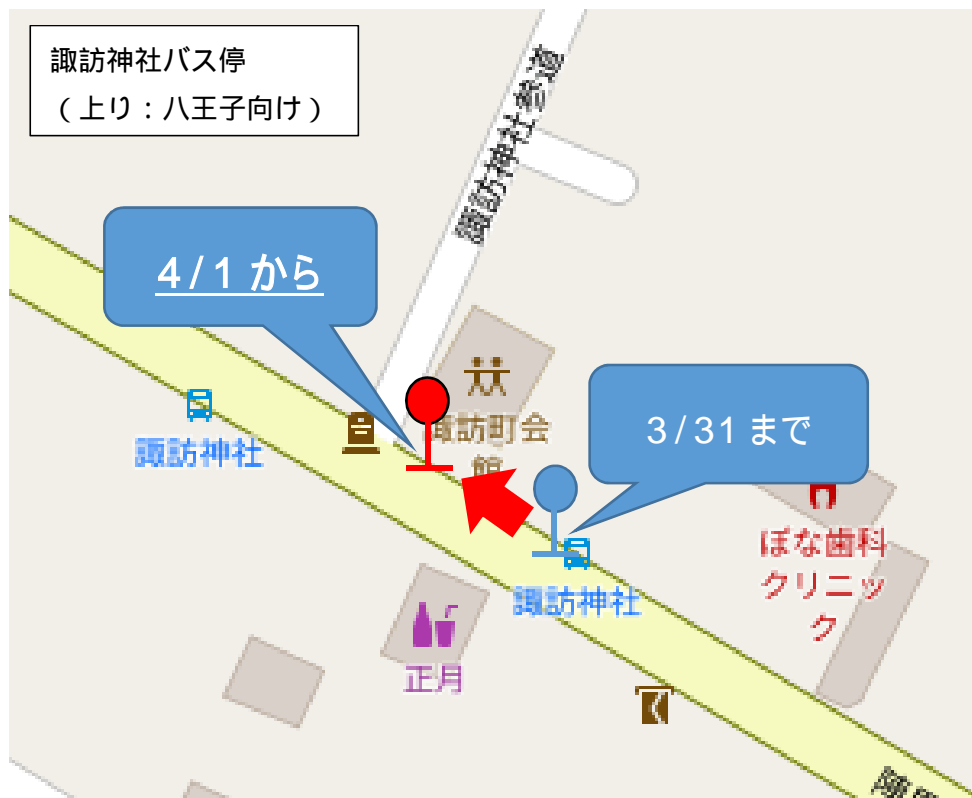 諏訪神社バス停
（上り：八王子向け）
諏訪神社参道
4/1 から
諏訪神社
諏訪町会
館
3/31 まで
ぽな歯科
クリニッ
ク
諏訪神社
正月